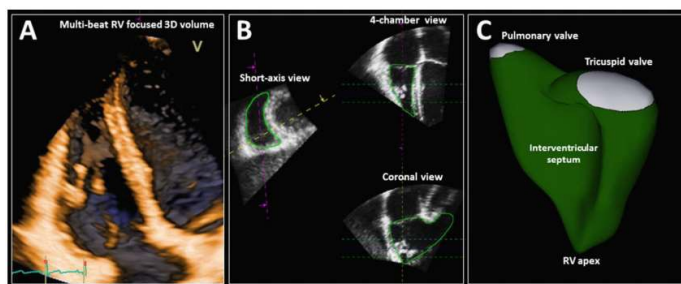 A
Multi-beat RV focused 3D volume
V
B
4-chamber view
Short-axis view
Coronal view
C
Pulmonary valve
Tricuspid valve
Interventricular
septum
RV apex